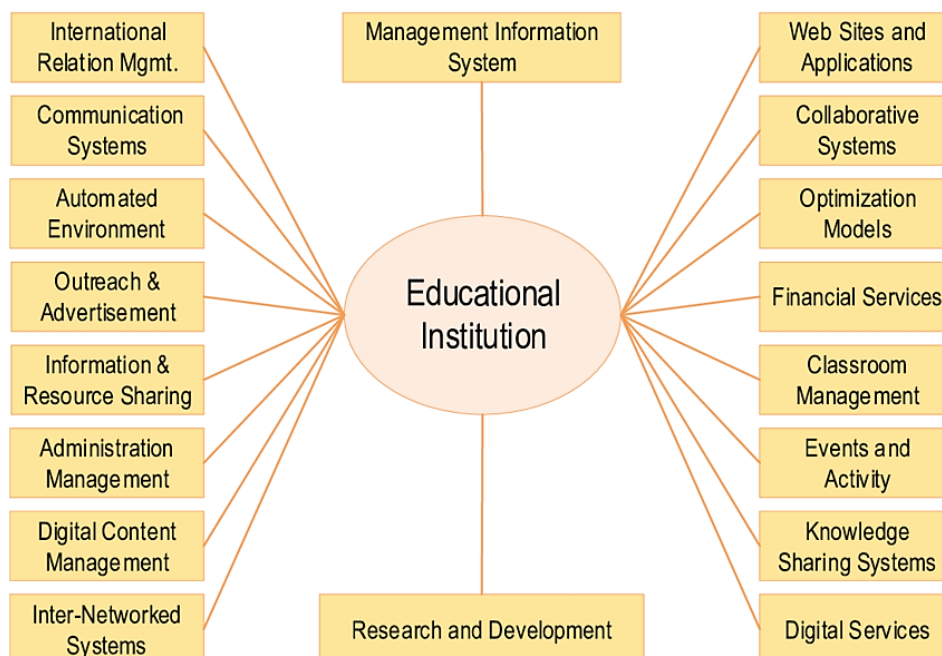 International
Relation Mgmt.
Communication
Systems
Automated
Environment
Outreach &
Advertisement
Information &
Resource Sharing
Administration
Management
Digital Content
Management
Inter-Networked
Systems
Management Information
System
Educational
Institution
Research and Development
Web Sites and
Applications
Collaborative
Systems
Optimization
Models
Financial Services
Classroom
Management
Events and
Activity
Knowledge
Sharing Systems
Digital Services